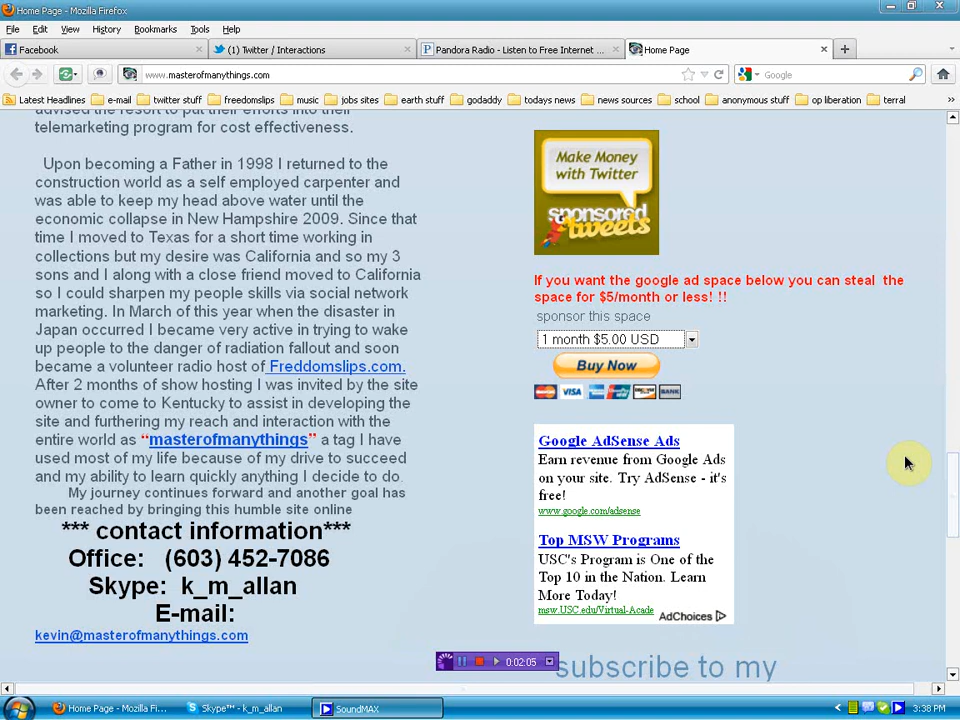 Home Page - Mozilla Firefox
File Edit View History Bookmarks Tools Help
Facebook
(1) Twitter / Interactions
Pandora Radio - Listen to Free Internet ...
Home Page
www.masterofmanythings.com
Google
Latest Headlines e-mail twitter stuff freedomslips music jobs sites earth stuff godaddy todays news news sources school anonymous stuff op liberation terral
advised the resort to put their efforts into their
telemarketing program for cost effectiveness.
Upon becoming a Father in 1998 I returned to the
construction world as a self employed carpenter and
was able to keep my head above water until the
economic collapse in New Hampshire 2009. Since that
time I moved to Texas for a short time working in
collections but my desire was California and so my 3
sons and I along with a close friend moved to California
so I could sharpen my people skills via social network
marketing. In March of this year when the disaster in
Japan occurred I became very active in trying to wake
up people to the danger of radiation fallout and soon
became a volunteer radio host of Freddomslips.com.
After 2 months of show hosting I was invited by the site
owner to come to Kentucky to assist in developing the
site and furthering my reach and interaction with the
entire world as “masterofmanythings” a tag I have
used most of my life because of my drive to succeed
and my ability to learn quickly anything I decide to do.
My journey continues forward and another goal has
been reached by bringing this humble site online
*** contact information***
Office: (603) 452-7086
Skype: k_m_allan
E-mail:
kevin@masterofmanythings.com
Make Money
with Twitter
sponsored
tweets
If you want the google ad space below you can steal the
space for $5/month or less! !!
sponsor this space
1 month $5.00 USD
Buy Now
VISA
BANK
Google AdSense Ads
Earn revenue from Google Ads
on your site. Try AdSense - it's
free!
www.google.com/adsense
Top MSW Programs
USC's Program is One of the
Top 10 in the Nation. Learn
More Today!
msw.USC.edu/Virtual-Acade
AdChoices
0:02:05
subscribe to my
Home Page - Mozilla Fi...
Skype™ - k_m_allan
SoundMAX
3:38 PM